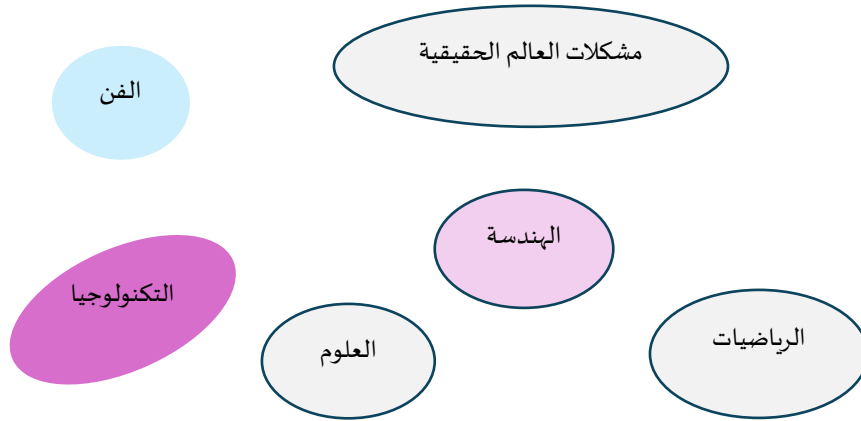 مشكلات العالم الحقيقية
الفن
الهندسة
التكنولوجيا
الرياضيات
العلوم